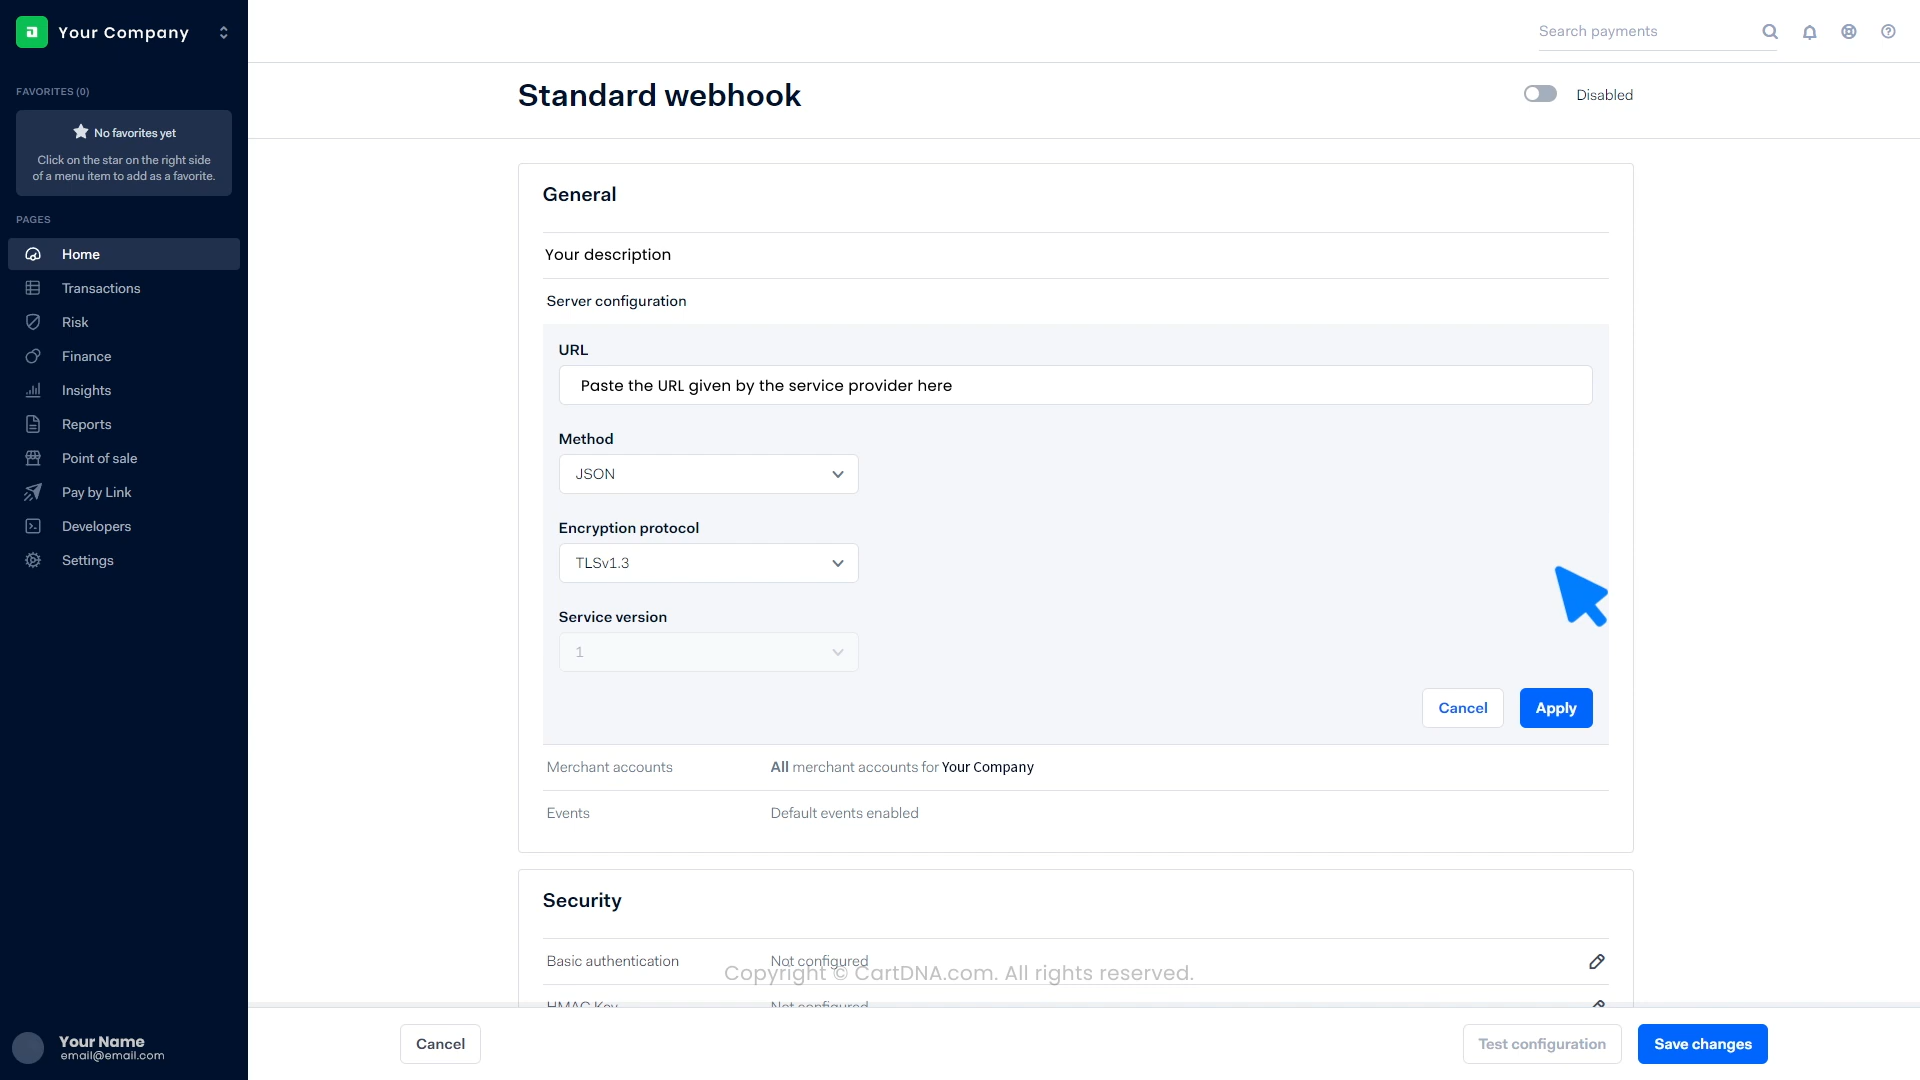 Your Company
Search payments
FAVORITES (0)
No favorites yet
Click on the star on the right side
of a menu item to add as a favorite.
PAGES
Home
Transactions
Risk
Finance
Insights
Reports
Point of sale
Pay by Link
Developers
Settings
Your Name
email@email.com
Standard webhook
Disabled
General
Your description
Server configuration
URL
Paste the URL given by the service provider here
Method
JSON
Encryption protocol
TLSv1.3
Service version
1
Cancel
Apply
Merchant accounts
All merchant accounts for Your Company
Events
Default events enabled
Security
Basic authentication
Not configured
Copyright © CartDNA.com. All rights reserved.
HMAC Key
Not configured
Cancel
Test configuration
Save changes